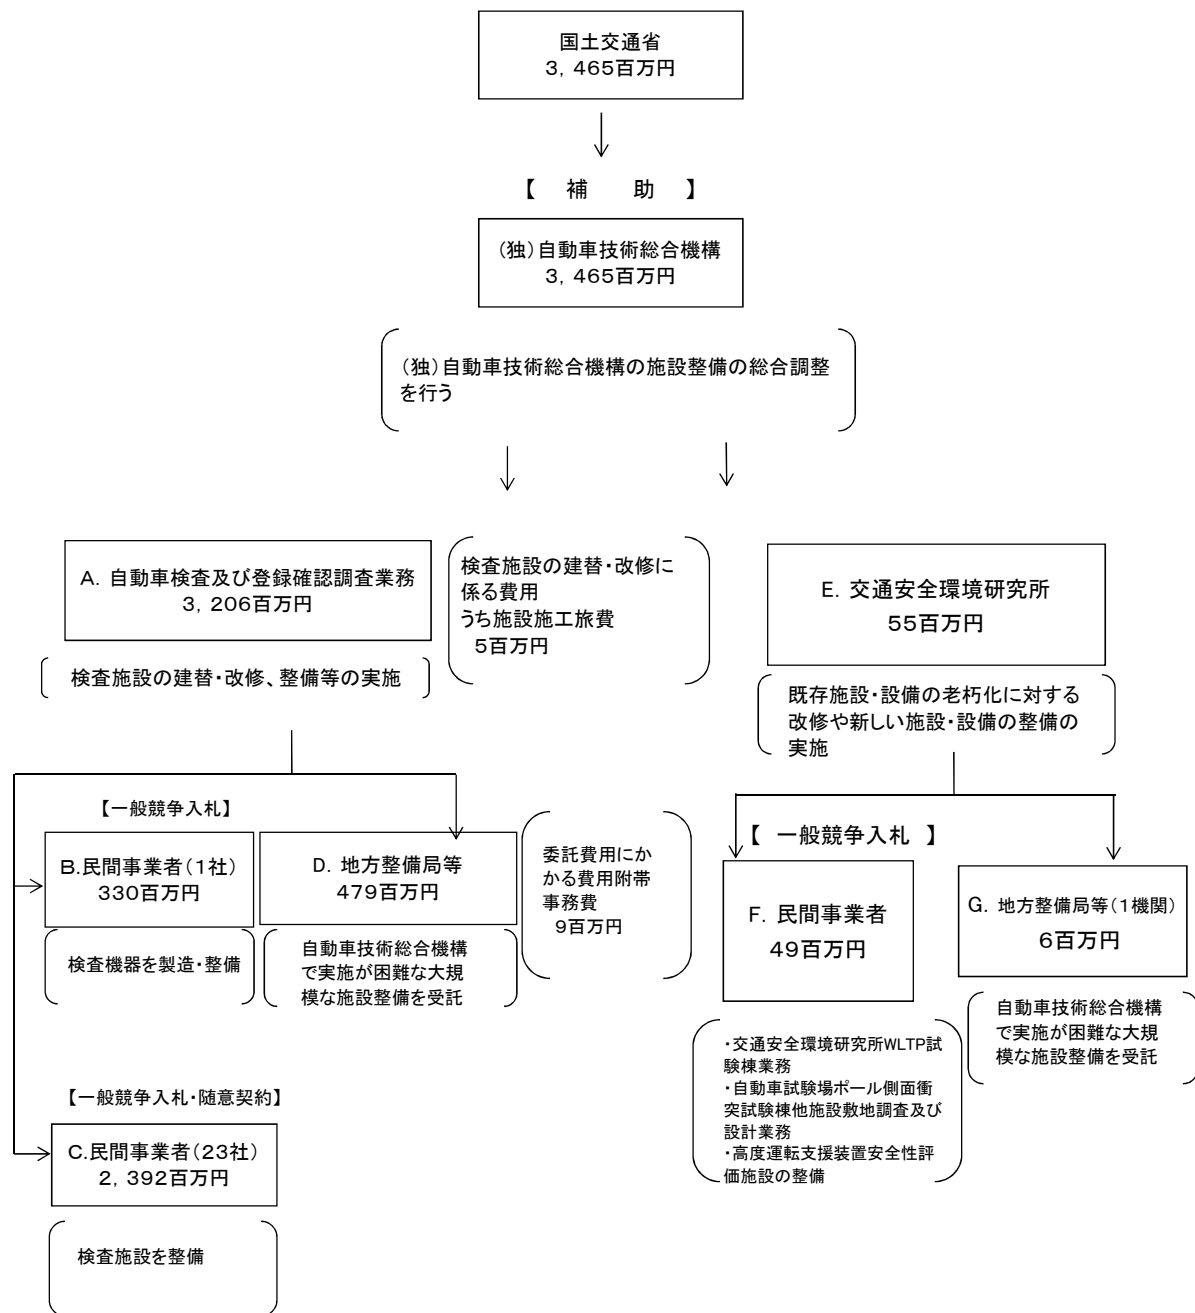 国土交通省
３，４６５百万円
【　補　助　】
（独）自動車技術総合機構
３，４６５百万円
（独）自動車技術総合機構の施設整備の総合調整
を行う
Ａ．自動車検査及び登録確認調査業務
３，２０６百万円
検査施設の建替・改修、整備等の実施
検査施設の建替・改修に
係る費用
うち施設施工旅費
５百万円
Ｅ．交通安全環境研究所
５５百万円
既存施設・設備の老朽化に対する
改修や新しい施設・設備の整備の
実施
【一般競争入札】
Ｂ.民間事業者（１社）
３３０百万円
検査機器を製造・整備
Ｄ．地方整備局等
４７９百万円
自動車技術総合機構
で実施が困難な大規
模な施設整備を受託
委託費用にか
かる費用附帯
事務費
９百万円
【　一般競争入札　】
Ｆ．民間事業者
４９百万円
・交通安全環境研究所WLTP試
験棟業務
・自動車試験場ポール側面衝
突試験棟他施設敷地調査及び
設計業務
・高度運転支援装置安全性評
価施設の整備
Ｇ．地方整備局等（１機関）
６百万円
自動車技術総合機構
で実施が困難な大規
模な施設整備を受託
【一般競争入札・随意契約】
Ｃ.民間事業者（２３社）
２，３９２百万円
検査施設を整備